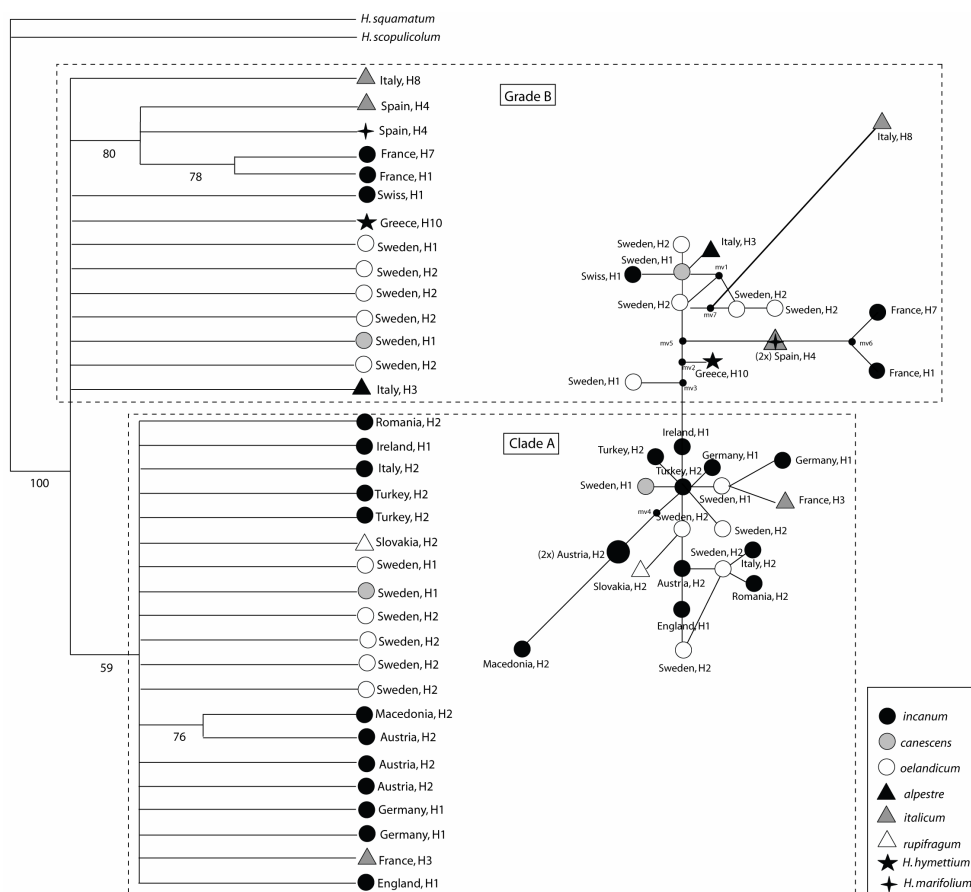 H. squamatum
H. scopulicolum
Grade B
Italy, H8
Spain, H4
Spain, H4
France, H7
France, H1
Swiss, H1
Greece, H10
Sweden, H1
Sweden, H2
Sweden, H2
Sweden, H2
Sweden, H1
Sweden, H2
Italy, H3
80
78
Italy, H8
Sweden, H2
Italy, H3
Sweden, H1
Swiss, H1
mv1
Sweden, H2
Sweden, H2
mv7
Sweden, H2
France, H7
mv5
(2x) Spain, H4
mv6
mv2
Greece, H10
France, H1
Sweden, H1
mv3
100
Clade A
Romania, H2
Ireland, H1
Italy, H2
Turkey, H2
Turkey, H2
Slovakia, H2
Sweden, H1
Sweden, H1
Sweden, H2
Sweden, H2
Sweden, H2
Sweden, H2
Macedonia, H2
Austria, H2
Austria, H2
Austria, H2
Germany, H1
Germany, H1
France, H3
England, H1
59
76
Ireland, H1
Turkey, H2
Germany, H1
Germany, H1
Turkey, H2
Sweden, H1
Sweden, H1
France, H3
mv4
Sweden, H2
Sweden, H2
(2x) Austria, H2
Sweden, H2
Italy, H2
Slovakia, H2
Austria, H2
Romania, H2
England, H1
Macedonia, H2
Sweden, H2
incanum
canescens
oelandicum
alpestre
italicum
rupifragum
H. hymettium
H. marifolium